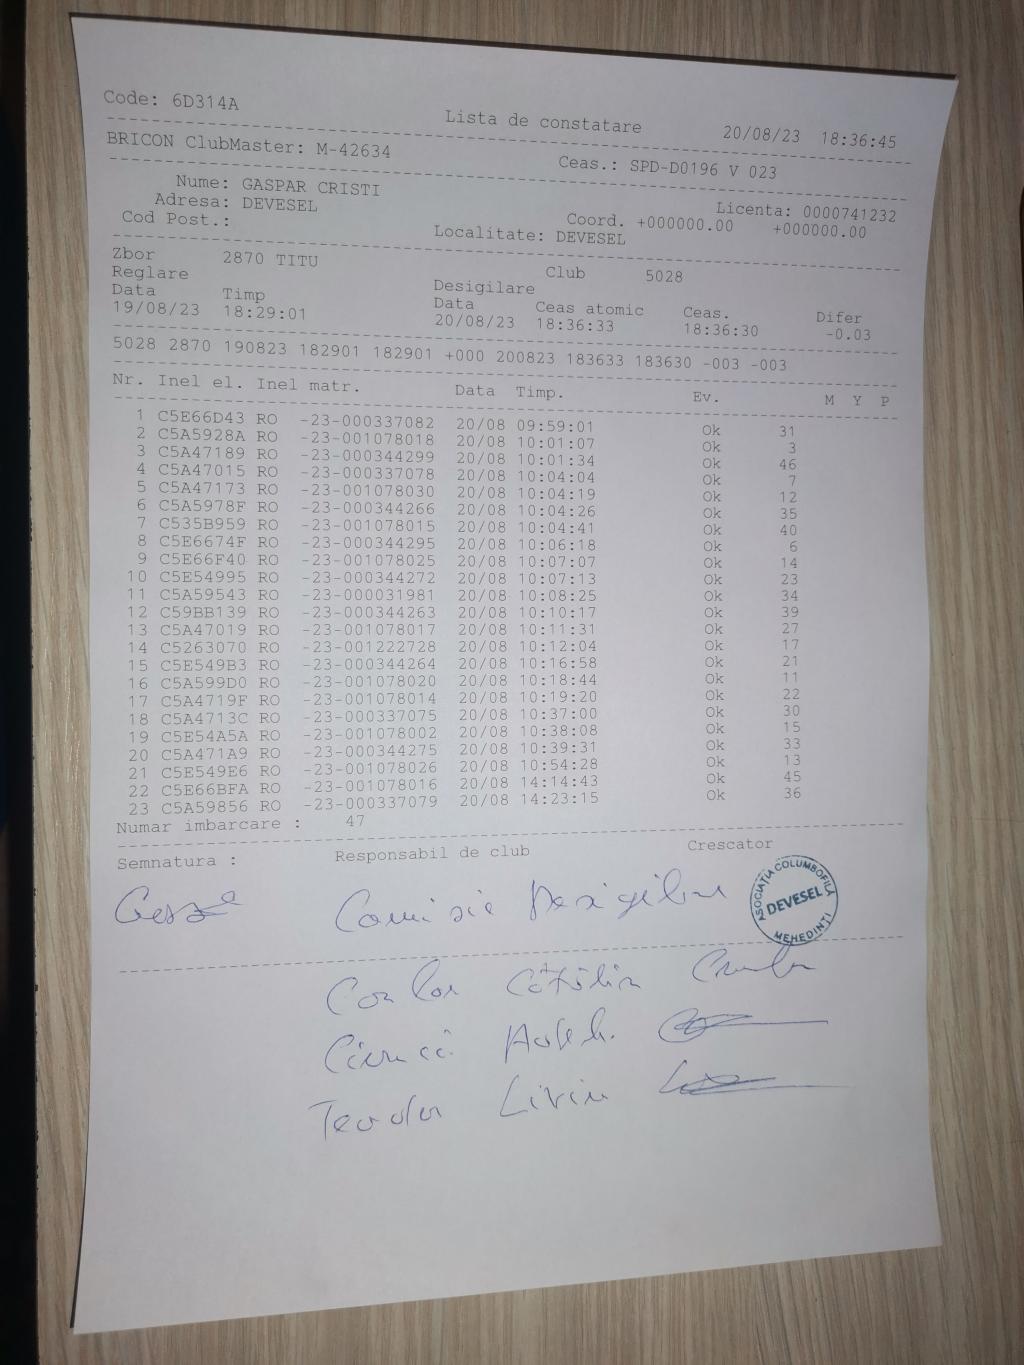 Code: 6D314A
Lista de constatare 20/08/23 18:36:45
BRICON ClubMaster: M-42634 Ceas.: SPD-D0196 V 023
Nume: GASPAR CRISTI Licenta: 0000741232
Adresa: DEVESEL Coord. +000000.00 +000000.00
Cod Post.: Localitate: DEVESEL
Zbor 2870 TITU Club 5028
Reglare Desigilare
Data Timp Data Ceas atomic Ceas. Difer
19/08/23 18:29:01 20/08/23 18:36:33 18:36:30 -0.03
5028 2870 190823 182901 182901 +000 200823 183633 183630 -003 -003
Nr. Inel el. Inel matr. Data Timp. Ev. M Y P
1 C5E66D43 RO -23-000337082 20/08 09:59:01 Ok 31
2 C5A5928A RO -23-001078018 20/08 10:01:07 Ok 3
3 C5A47189 RO -23-000344299 20/08 10:01:34 Ok 46
4 C5A47015 RO -23-000337078 20/08 10:04:04 Ok 7
5 C5A47173 RO -23-001078030 20/08 10:04:19 Ok 12
6 C5A5978F RO -23-000344266 20/08 10:04:26 Ok 35
7 C535B959 RO -23-001078015 20/08 10:04:41 Ok 40
8 C5E6674F RO -23-000344295 20/08 10:06:18 Ok 6
9 C5E66F40 RO -23-001078025 20/08 10:07:07 Ok 14
10 C5E54995 RO -23-000344272 20/08 10:07:13 Ok 23
11 C5A59543 RO -23-000031981 20/08 10:08:25 Ok 34
12 C59BB139 RO -23-000344263 20/08 10:10:17 Ok 39
13 C5A47019 RO -23-001078017 20/08 10:11:31 Ok 27
14 C5263070 RO -23-001222728 20/08 10:12:04 Ok 17
15 C5E549B3 RO -23-000344264 20/08 10:16:58 Ok 21
16 C5A599D0 RO -23-001078020 20/08 10:18:44 Ok 11
17 C5A4719F RO -23-001078014 20/08 10:19:20 Ok 22
18 C5A4713C RO -23-000337075 20/08 10:37:00 Ok 30
19 C5E54A5A RO -23-001078002 20/08 10:38:08 Ok 15
20 C5A471A9 RO -23-000344275 20/08 10:39:31 Ok 33
21 C5E549E6 RO -23-001078026 20/08 10:54:28 Ok 13
22 C5E66BFA RO -23-001078016 20/08 14:14:43 Ok 45
23 C5A59856 RO -23-000337079 20/08 14:23:15 Ok 36
Numar imbarcare : 47
Semnatura : Responsabil de club Crescator
Comisie Desigilare
ASOCIAȚIA COLUMBOFILĂ DEVESEL MEHEDINȚI
Cătălin
Teodor Liviu